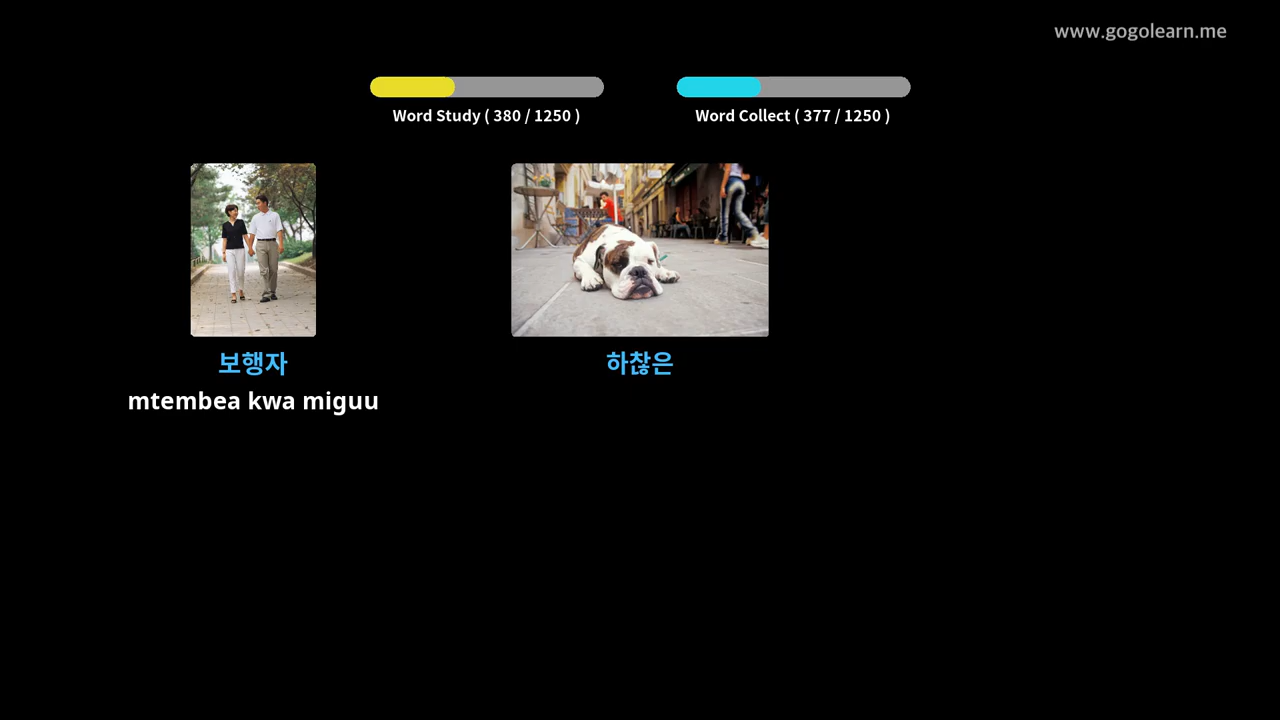 www.gogolearn.me
Word Study ( 380 / 1250 )
Word Collect ( 377 / 1250 )
보행자
하찮은
mtembea kwa miguu